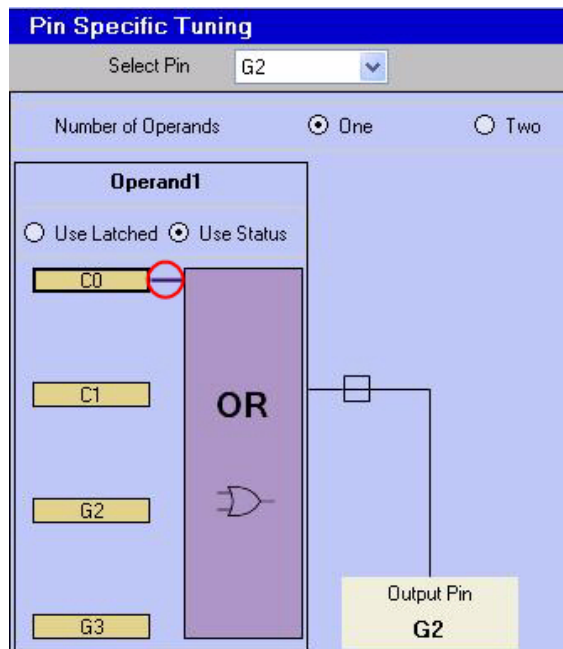 Pin Specific Tuning
Select Pin G2
Number of Operands One Two
Operand1
Use Latched Use Status
C0
C1
OR
G2
G3
Output Pin
G2